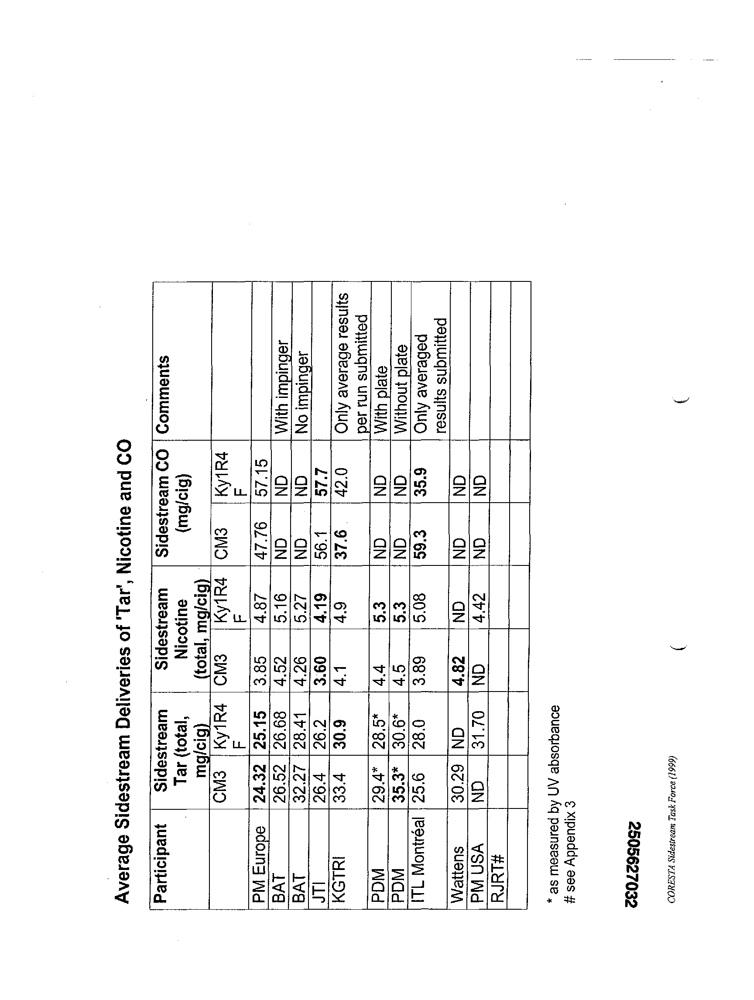 Average Sidestream Deliveries of 'Tar', Nicotine and CO
Participant Sidestream Tar (total, mg/cig) Sidestream Nicotine (total, mg/cig) Sidestream CO (mg/cig) Comments
CM3 Ky1R4F CM3 Ky1R4F CM3 Ky1R4F
PM Europe 24.32 25.15 3.85 4.87 47.76 57.15
BAT 26.52 26.68 4.52 5.16 ND ND With impinger
BAT 32.27 28.41 4.26 5.27 ND ND No impinger
JTI 26.4 26.2 3.60 4.19 56.1 57.7
KGTRI 33.4 30.9 4.1 4.9 37.6 42.0 Only average results per run submitted
PDM 29.4* 28.5* 4.4 5.3 ND ND With plate
PDM 35.3* 30.6* 4.5 5.3 ND ND Without plate
ITL Montréal 25.6 28.0 3.89 5.08 59.3 35.9 Only averaged results submitted
Wattens 30.29 ND 4.82 ND ND ND
PM USA ND 31.70 ND 4.42 ND ND
RJRT#
* as measured by UV absorbance
# see Appendix 3
2505627032
CORESTA Sidestream Task Force (1999)